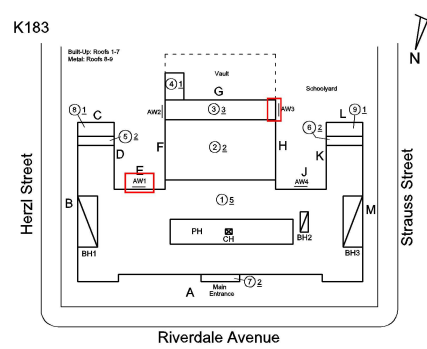 K183
N
Built-Up: Roofs 1-7
Metal: Roofs 8-9
Vault
Schoolyard
4 1
G
8 1
C
AW2
3 3
AW3
L
9 1
5 2
6 2
D
F
2 2
H
K
E
AW1
J
AW4
Herzl Street
Strauss Street
B
1 5
M
PH
CH
BH1
BH2
BH3
7 2
A
Main
Entrance
Riverdale Avenue